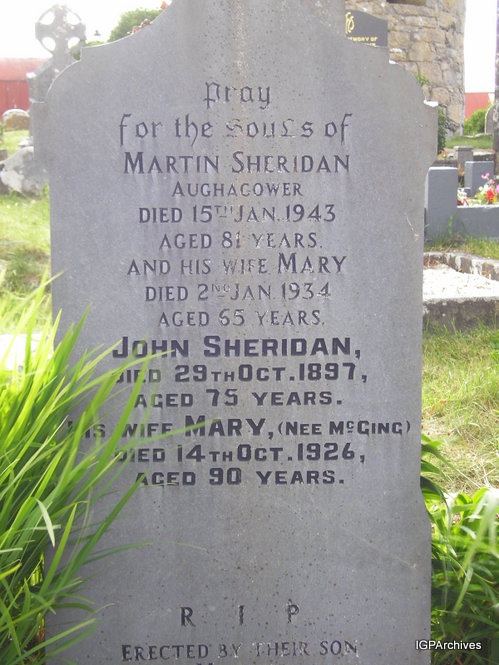 Pray
for the Souls of
MARTIN SHERIDAN
AUGHAGOWER
DIED 15TH JAN. 1943
AGED 81 YEARS.
AND HIS WIFE MARY
DIED 2ND JAN. 1934
AGED 65 YEARS.
JOHN SHERIDAN,
DIED 29TH OCT. 1897,
AGED 75 YEARS.
HIS WIFE MARY, (NEE McGING)
DIED 14TH OCT. 1926,
AGED 90 YEARS.
R I P
ERECTED BY THEIR SON
IGPArchives